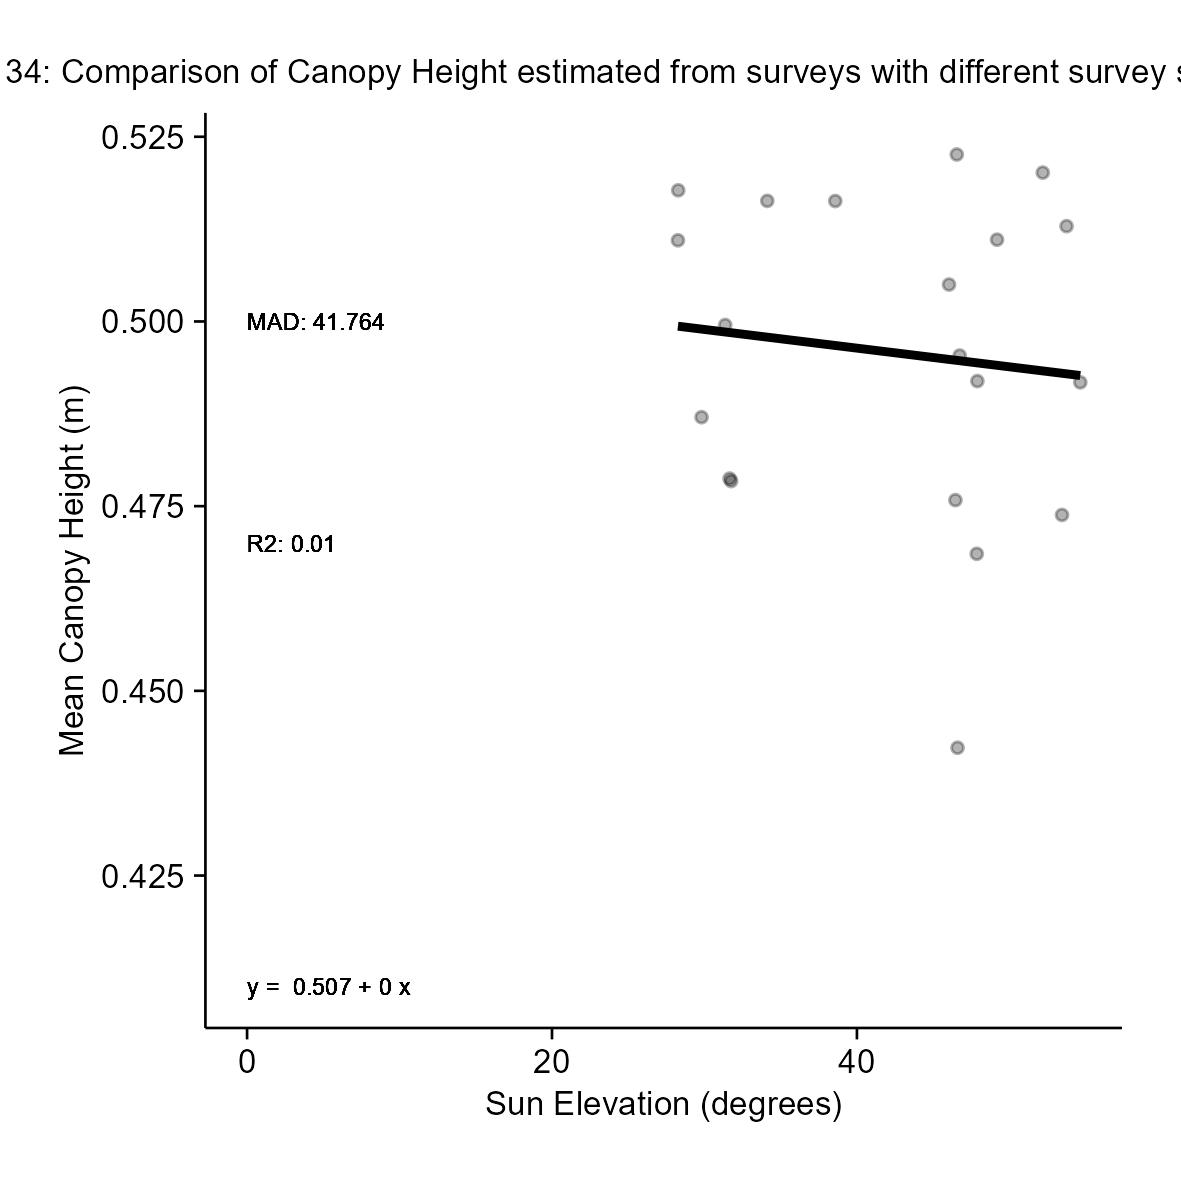 34: Comparison of Canopy Height estimated from surveys with different survey
0.525
0.500
0.475
0.450
0.425
Mean Canopy Height (m)
MAD: 41.764
R2: 0.01
y = 0.507 + 0 x
0
20
40
Sun Elevation (degrees)